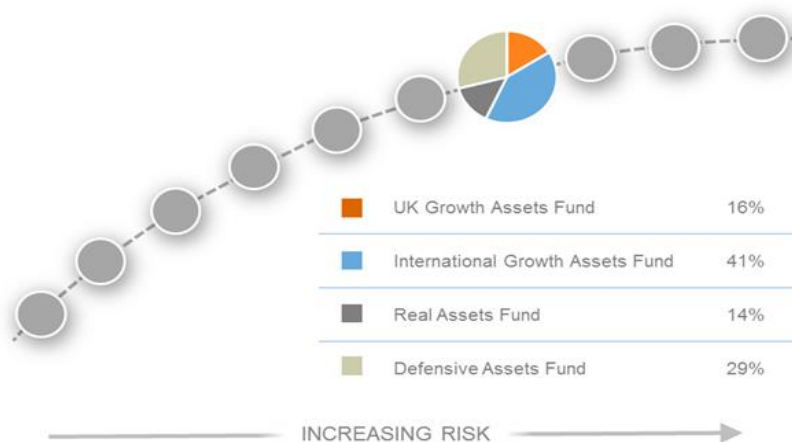 UK Growth Assets Fund 16%
International Growth Assets Fund 41%
Real Assets Fund 14%
Defensive Assets Fund 29%
INCREASING RISK